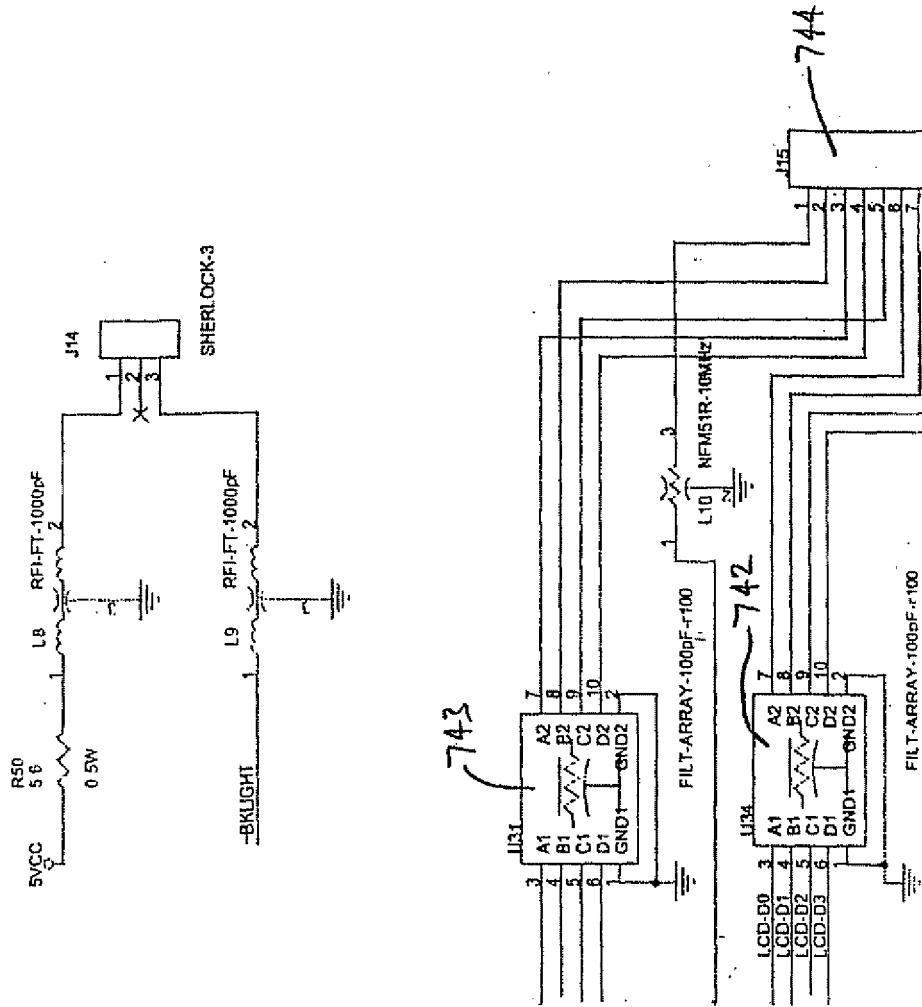 J14
SHERLOCK-3
1
2
3
R50
5 6
0 5W
5VCC
1
L8
RFI-FT-1000pF
2
-BKLIGHT
1
L9
RFI-FT-1000pF
2
744
J15
1
2
3
4
5
6
7
743
U31
3 A1 A2 7
4 B1 B2 8
5 C1 C2 9
6 D1 D2 10
1 GND1 GND2 2
FILT-ARRAY-100pF-r100
1
L10
3
NFM51R-10MHz
2
742
U34
LCD-D0 3 A1 A2 7
LCD-D1 4 B1 B2 8
LCD-D2 5 C1 C2 9
LCD-D3 6 D1 D2 10
1 GND1 GND2 2
FILT-ARRAY-100pF-r100